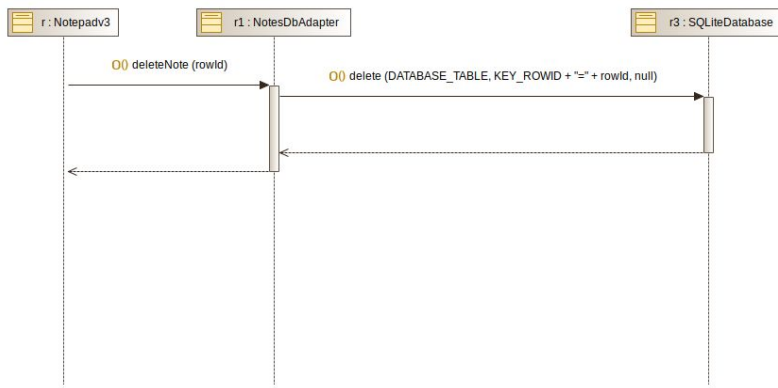 r : Notepadv3
r1 : NotesDbAdapter
r3 : SQLiteDatabase
O() deleteNote (rowId)
O() delete (DATABASE_TABLE, KEY_ROWID + "=" + rowId, null)